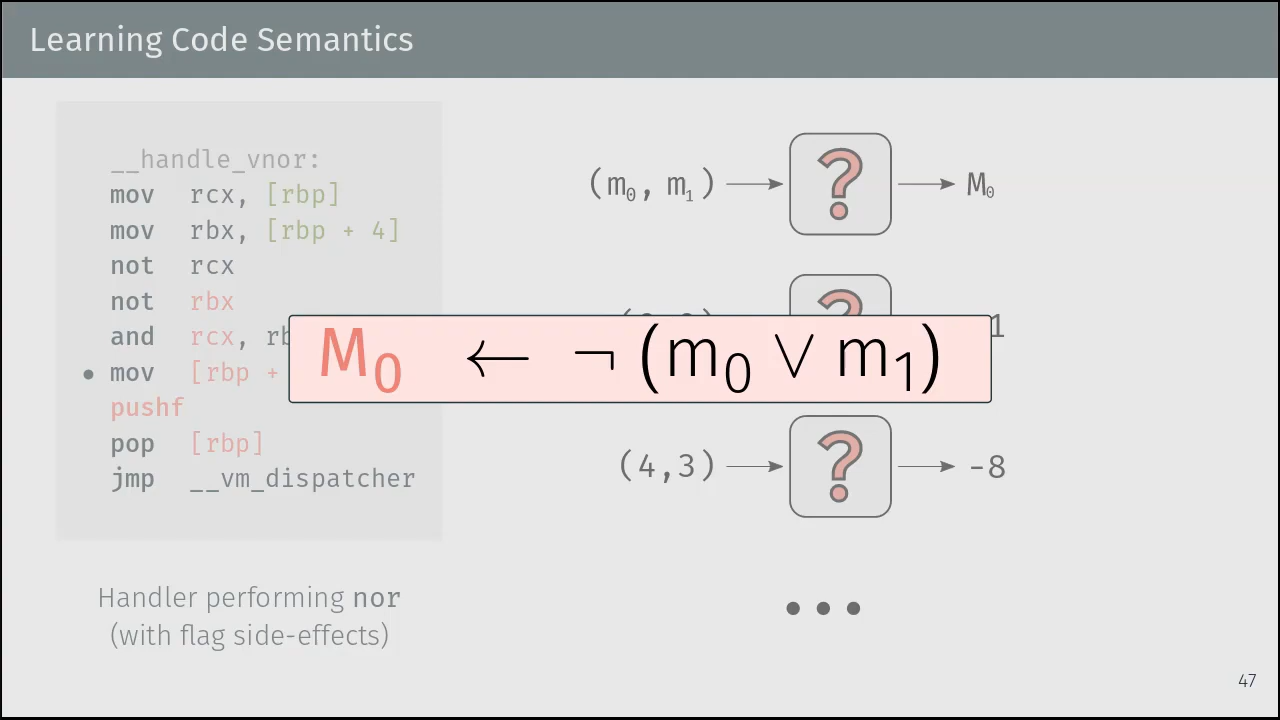 Learning Code Semantics
__handle_vnor:
mov rcx, [rbp]
mov rbx, [rbp + 4]
not rcx
not rbx
and rcx,
• mov [rbp +
pushf
pop [rbp]
jmp __vm_dispatcher
Handler performing nor
(with flag side-effects)
(m₀, m₁) → ? → M₀
?
1
M₀ ← ¬ (m₀ ∨ m₁)
(4,3) → ? → -8
•••
47